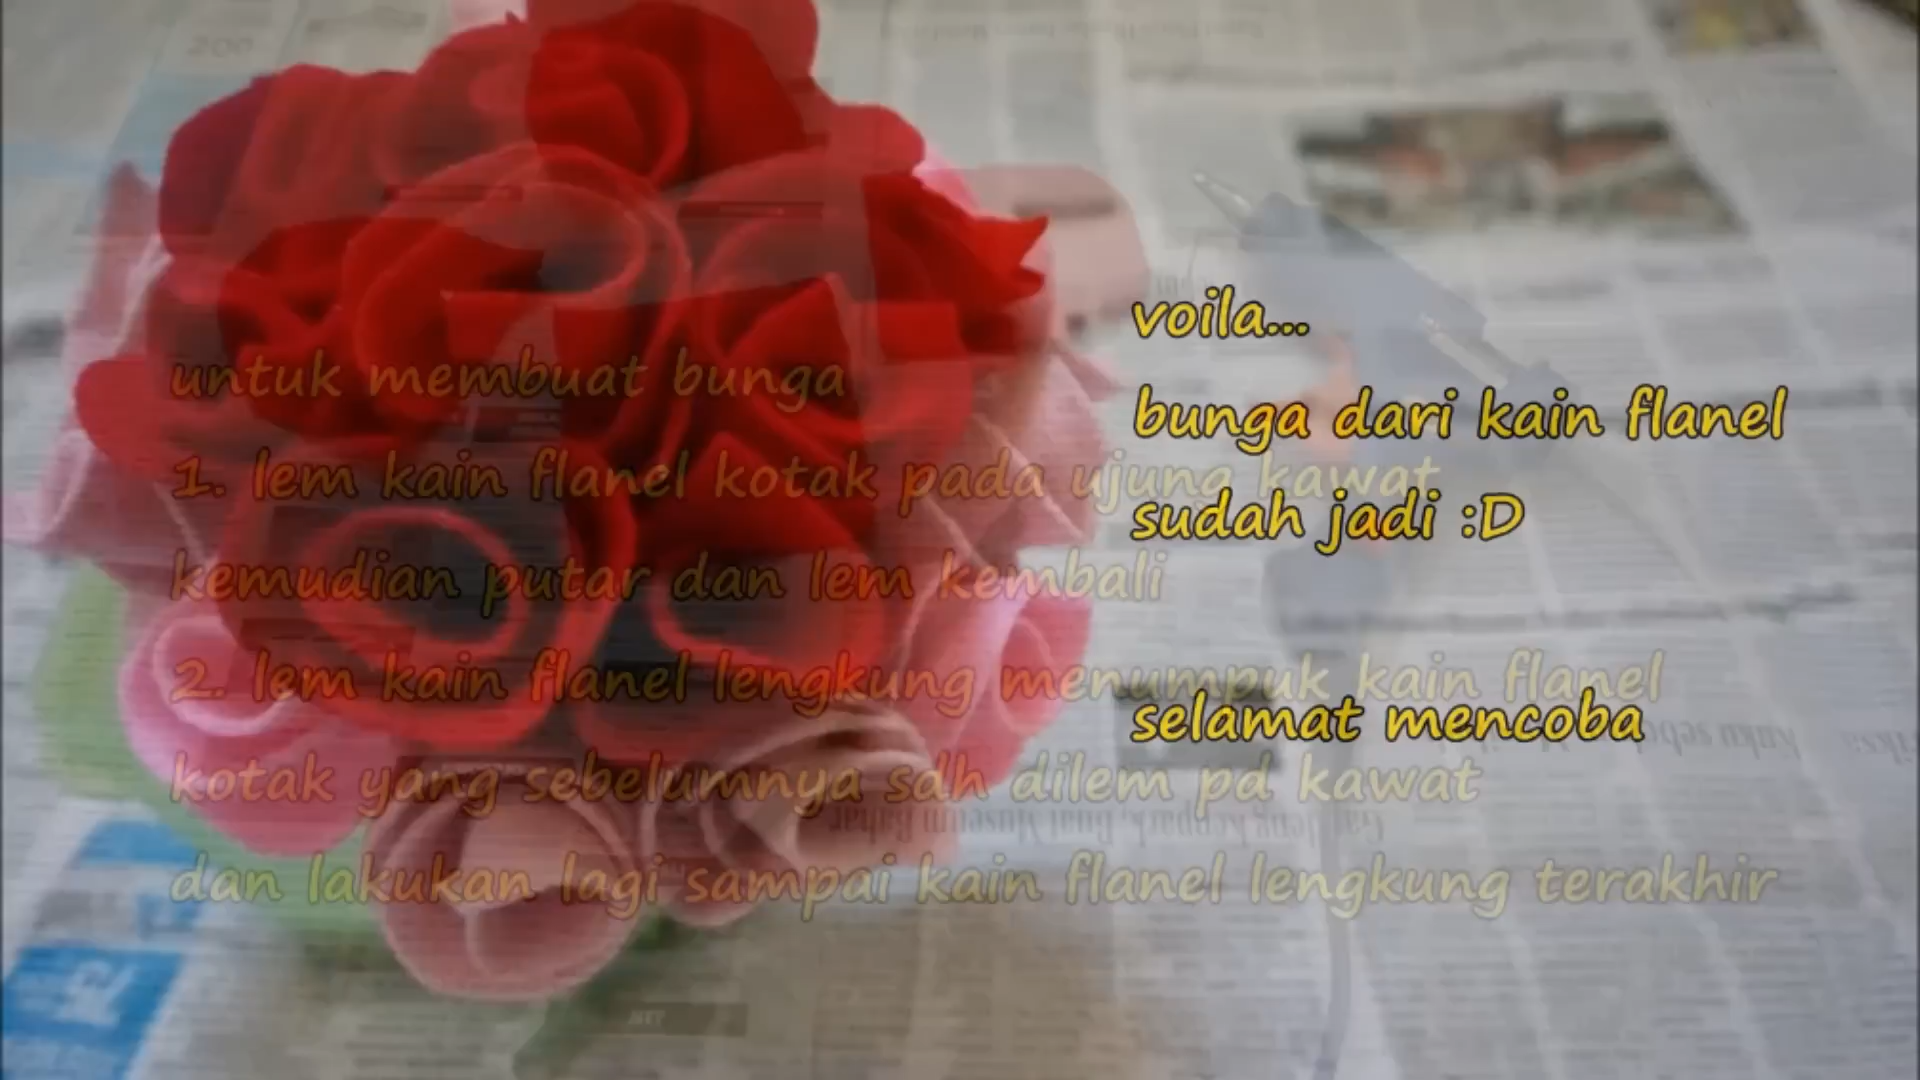 voila...
bunga dari kain flanel
sudah jadi :D
selamat mencoba
untuk membuat bunga
1. lem kain flanel kotak pada ujung kawat
kemudian putar dan lem kembali
2. lem kain flanel lengkung menumpuk kain flanel
kotak yang sebelumnya sdh dilem pd kawat
dan lakukan lagi sampai kain flanel lengkung terakhir